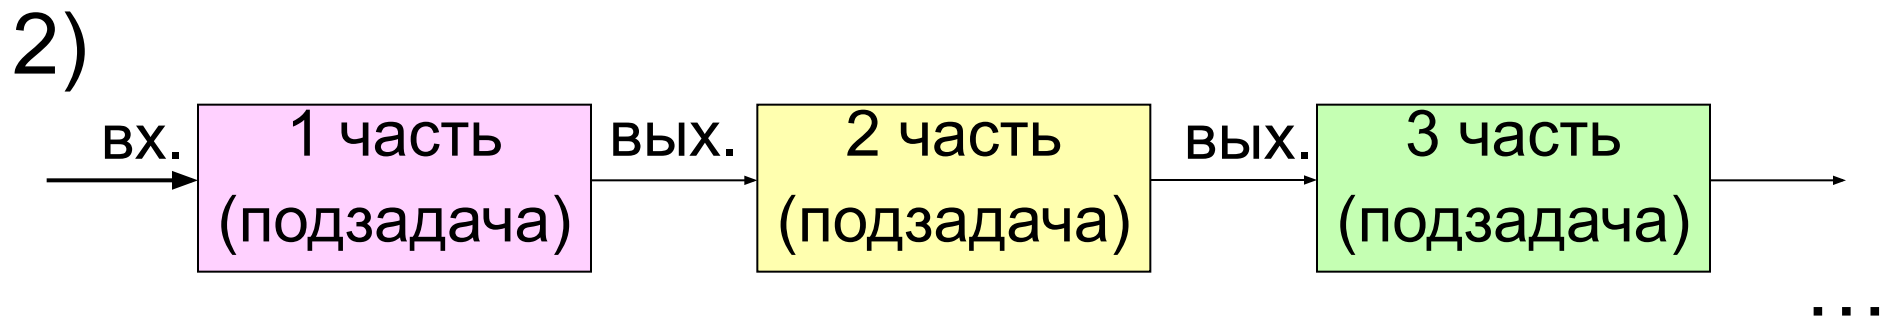 2)
вх.
1 часть
(подзадача)
вых.
2 часть
(подзадача)
вых.
3 часть
(подзадача)
...